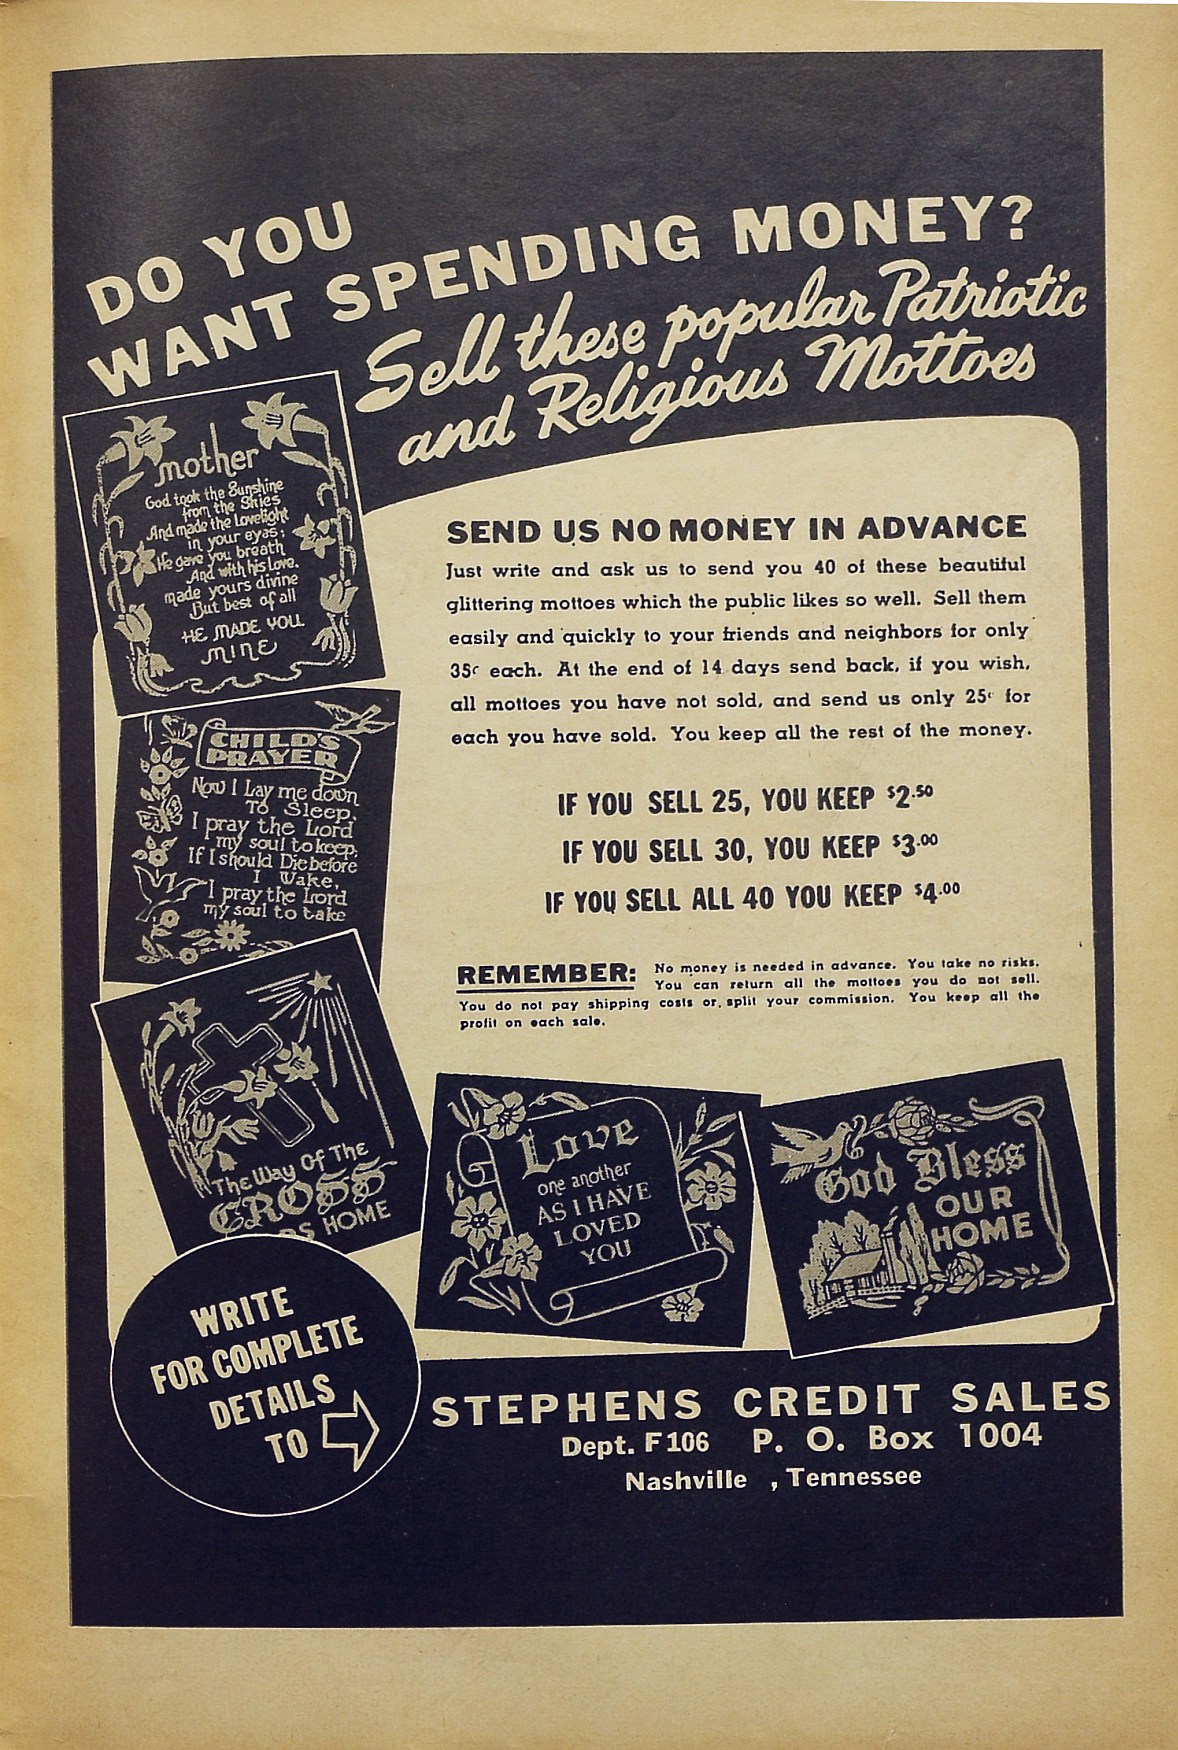 DO YOU
WANT SPENDING MONEY?
Sell these popular Patriotic
and Religious Mottoes
mother
God took the Sunshine
from the Skies
And made the Lovelight
in your eyes;
He gave you breath
And with his love.
made yours divine
But best of all
HE MADE YOU
MINE
SEND US NO MONEY IN ADVANCE
Just write and ask us to send you 40 of these beautiful
glittering mottoes which the public likes so well. Sell them
easily and quickly to your friends and neighbors for only
35c each. At the end of 14 days send back, if you wish,
all mottoes you have not sold, and send us only 25c for
each you have sold. You keep all the rest of the money.
CHILD'S
PRAYER
Now I Lay me down
To Sleep,
I pray the Lord
my soul to keep,
If I should Die before
I Wake,
I pray the Lord
my soul to take
IF YOU SELL 25, YOU KEEP $2.50
IF YOU SELL 30, YOU KEEP $3.00
IF YOU SELL ALL 40 YOU KEEP $4.00
REMEMBER: No money is needed in advance. You take no risks.
You can return all the mottoes you do not sell.
You do not pay shipping costs or split your commission. You keep all the
profit on each sale.
The Way Of The
CROSS
DS HOME
Love
one another
AS I HAVE
LOVED
YOU
God Bless
OUR
HOME
WRITE
FOR COMPLETE
DETAILS
TO
STEPHENS CREDIT SALES
Dept. F106 P. O. Box 1004
Nashville , Tennessee